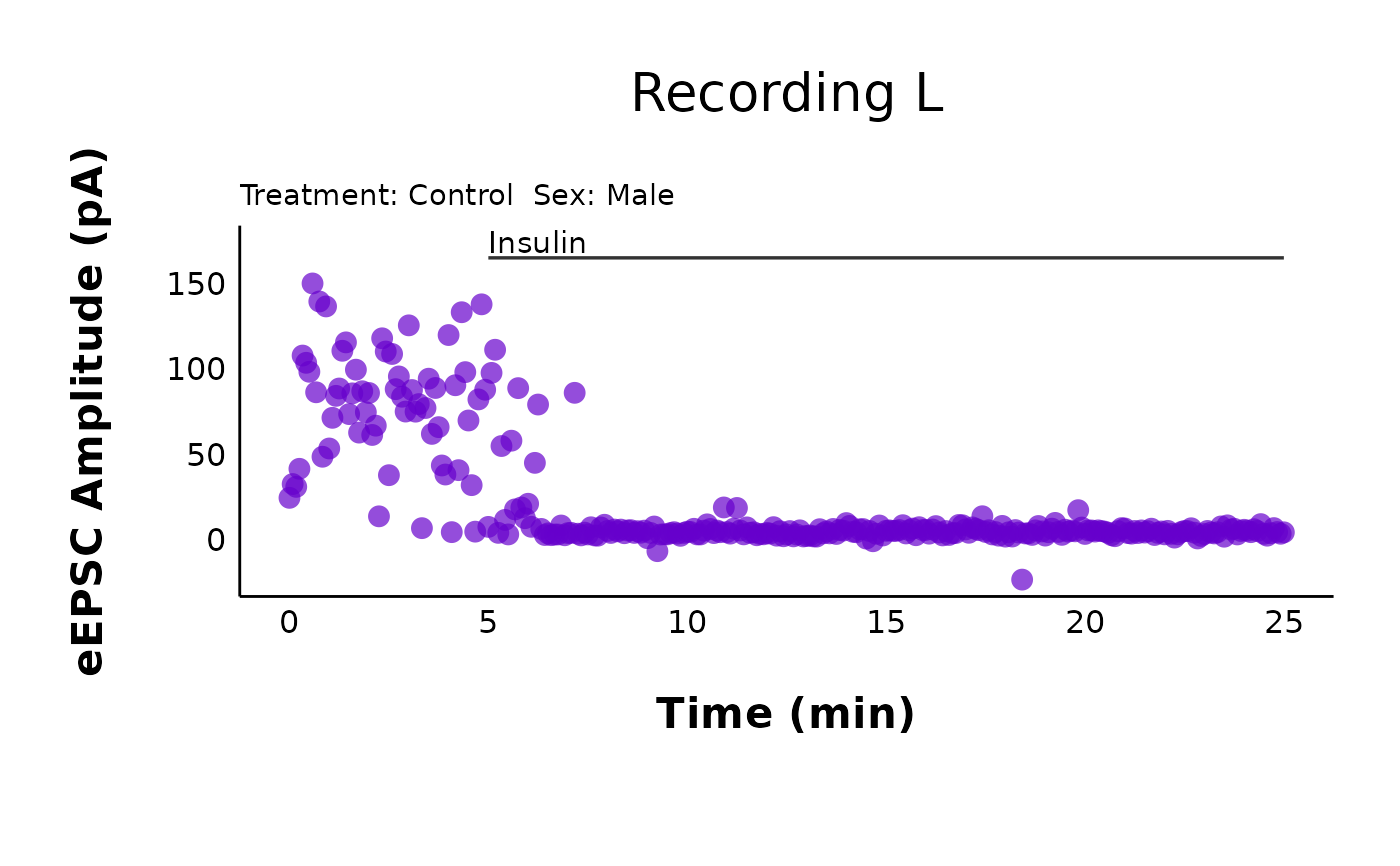 Recording L
Treatment: Control  Sex: Male
Insulin
eEPSC Amplitude (pA)
150
100
50
0
0 5 10 15 20 25
Time (min)